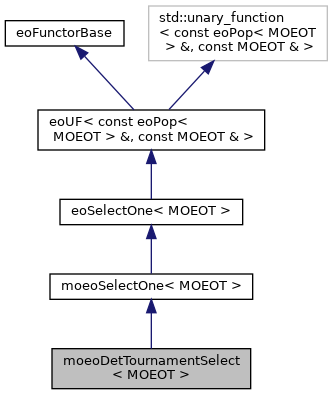 eoFunctorBase
std::unary_function
< const eoPop< MOEOT
> &, const MOEOT & >
eoUF< const eoPop<
MOEOT > &, const MOEOT & >
eoSelectOne< MOEOT >
moeoSelectOne< MOEOT >
moeoDetTournamentSelect
< MOEOT >